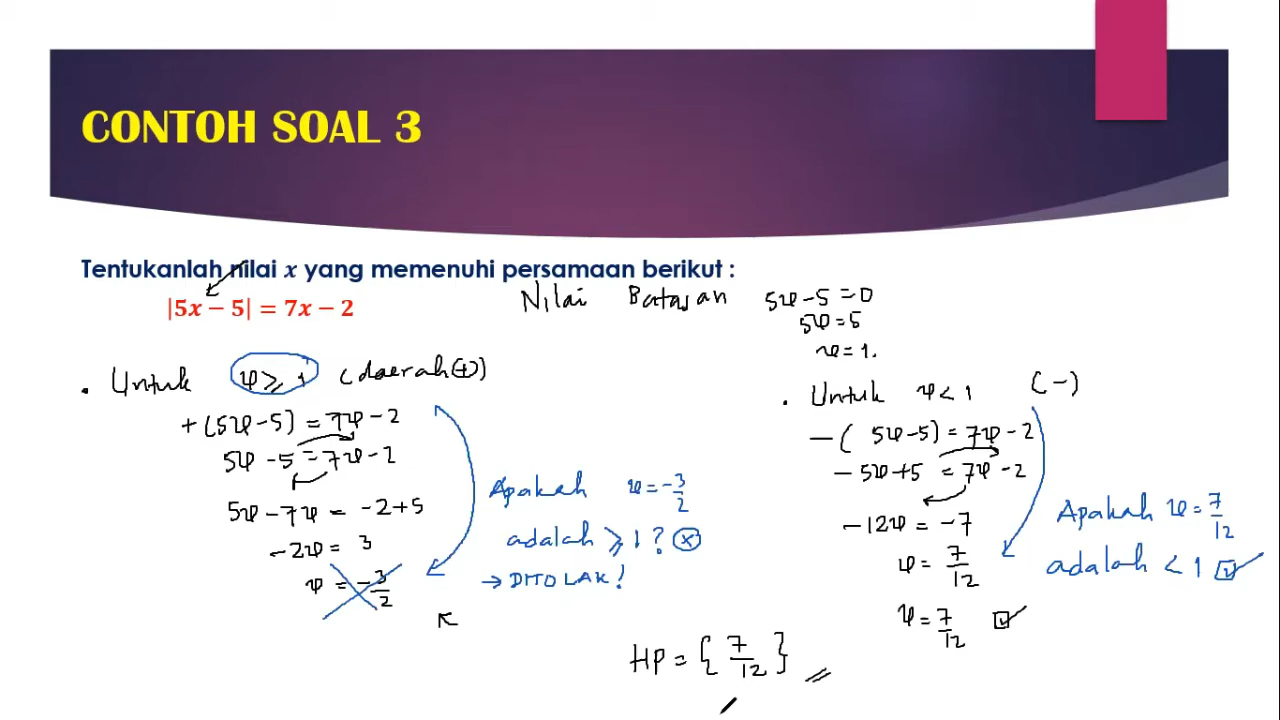 CONTOH SOAL 3
Tentukanlah nilai x yang memenuhi persamaan berikut :
|5x − 5| = 7x − 2
Nilai Batasan 5x-5=0
5x=5
x=1.
. Untuk x ≥ 1 (daerah (+))
+(5x-5) = 7x-2
5x-5=7x-2
5x-7x = -2+5
-2x = 3
x = -3/2
Apakah x=-3/2
adalah ≥ 1? ⊗
→ DITOLAK!
. Untuk x < 1 (-)
-(5x-5) = 7x-2
-5x+5 = 7x-2
-12x = -7
x = 7/12
x = 7/12 ☑
Apakah x = 7/12
adalah < 1 ☑
HP = { 7/12 }